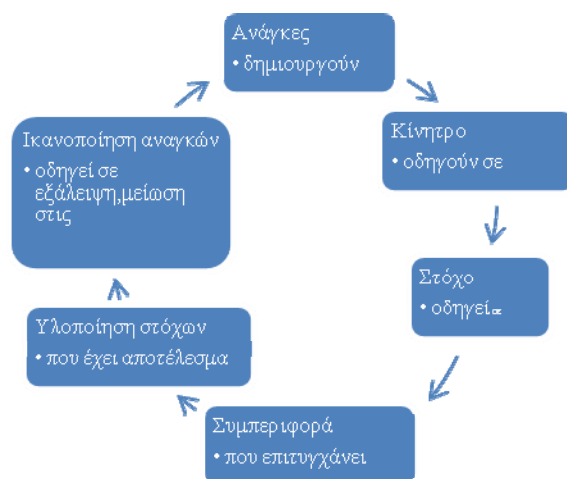 Ανάγκες
• δημιουργούν
Κίνητρο
• οδηγούν σε
Στόχο
• οδηγεί σε
Συμπεριφορά
• που επιτυγχάνει
Υλοποίηση στόχων
• που έχει αποτέλεσμα
Ικανοποίηση αναγκών
• οδηγεί σε
εξάλειψη,μείωση
στις